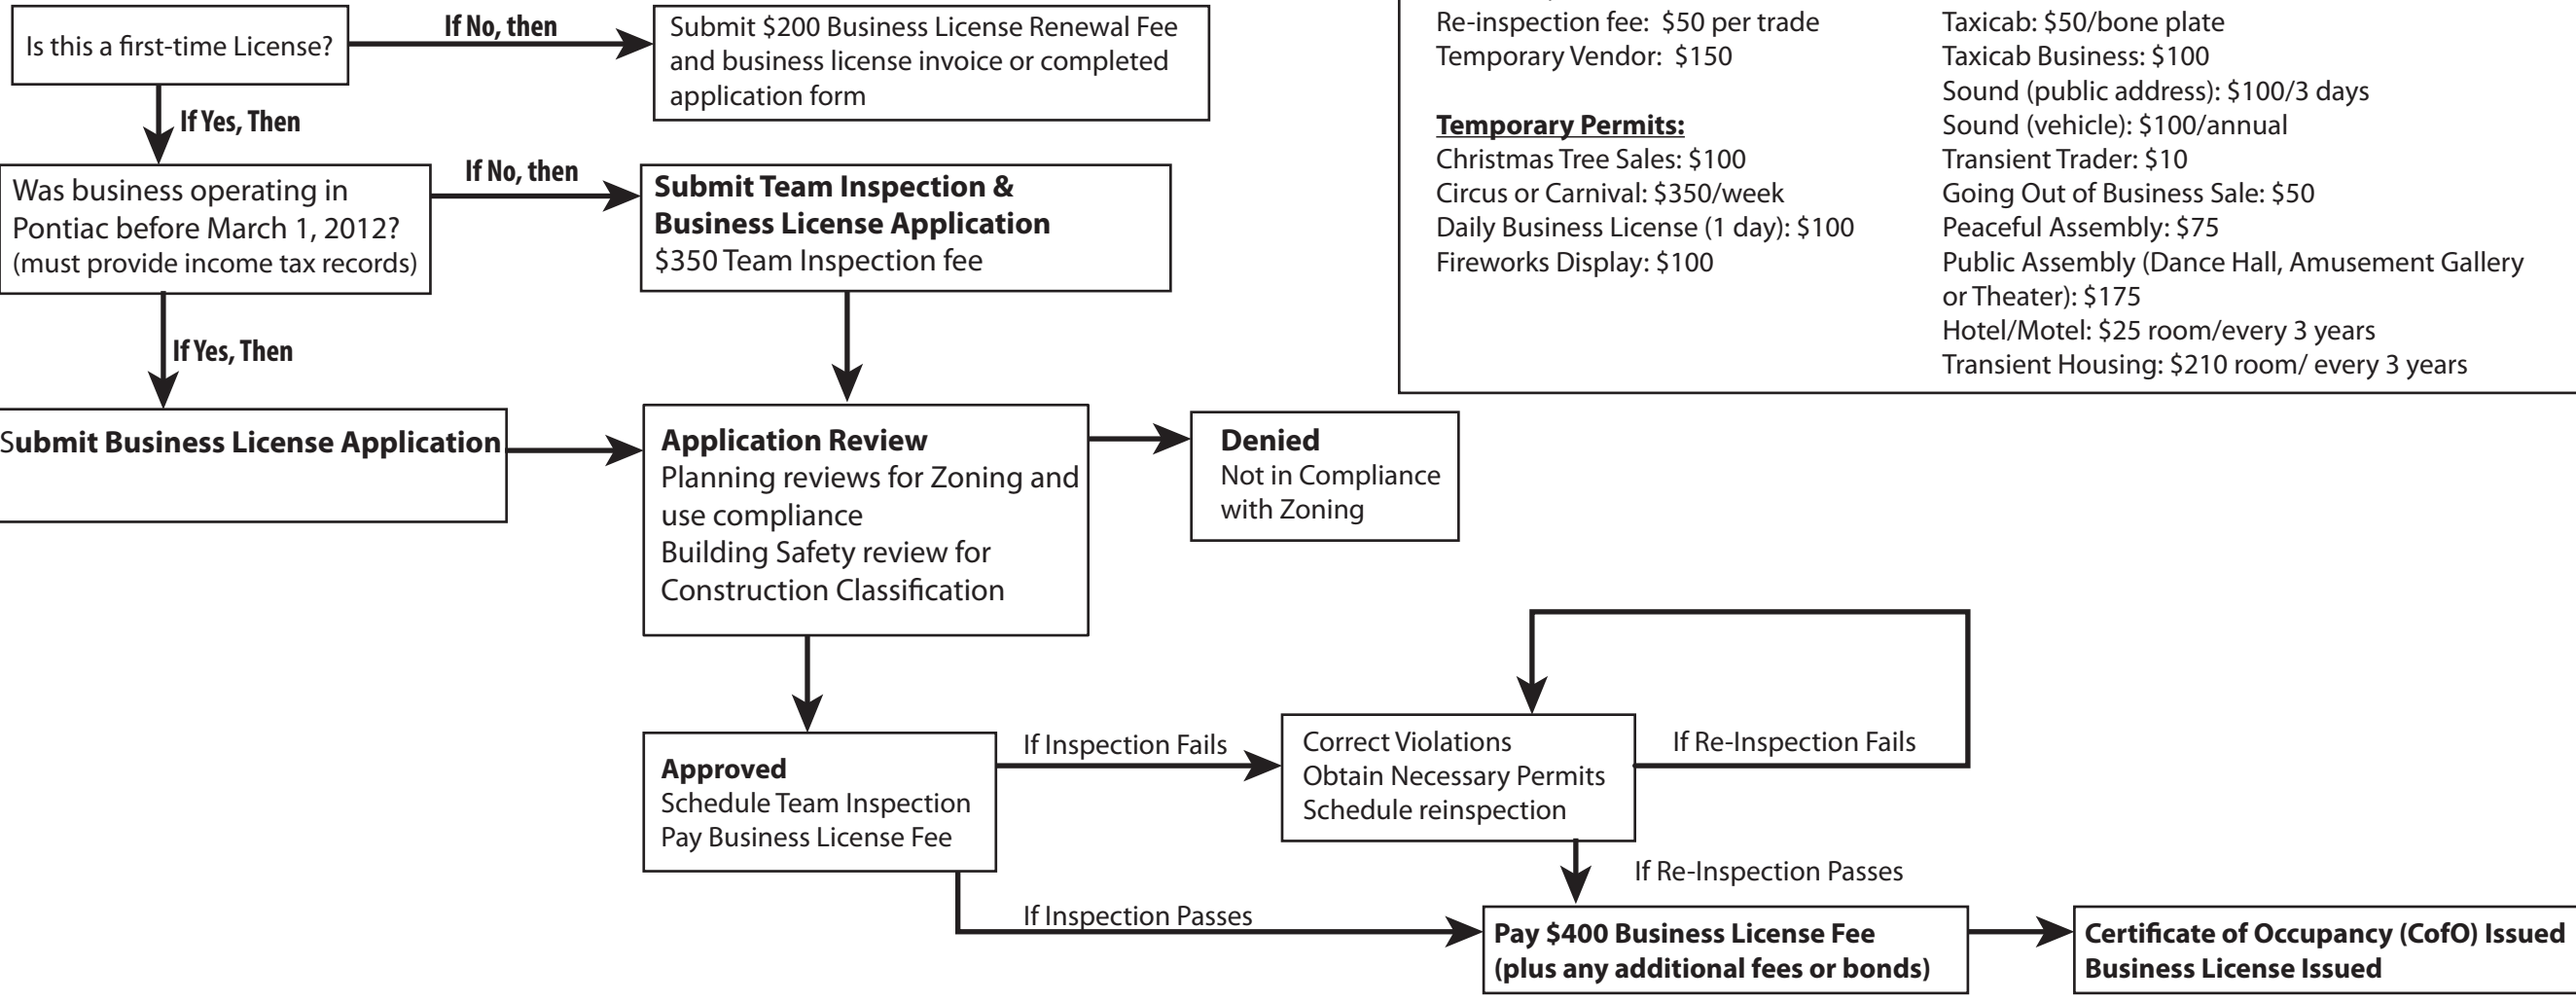 Is this a first-time License?
If No, then
Submit $200 Business License Renewal Fee
and business license invoice or completed
application form
If Yes, Then
Was business operating in
Pontiac before March 1, 2012?
(must provide income tax records)
If No, then
Submit Team Inspection &
Business License Application
$350 Team Inspection fee
If Yes, Then
Submit Business License Application
Application Review
Planning reviews for Zoning and
use compliance
Building Safety review for
Construction Classification
Denied
Not in Compliance
with Zoning
Approved
Schedule Team Inspection
Pay Business License Fee
If Inspection Fails
Correct Violations
Obtain Necessary Permits
Schedule reinspection
If Re-Inspection Fails
If Re-Inspection Passes
If Inspection Passes
Pay $400 Business License Fee
(plus any additional fees or bonds)
Certificate of Occupancy (CofO) Issued
Business License Issued
Re-inspection fee: $50 per trade
Temporary Vendor: $150
Temporary Permits:
Christmas Tree Sales: $100
Circus or Carnival: $350/week
Daily Business License (1 day): $100
Fireworks Display: $100
Taxicab: $50/bone plate
Taxicab Business: $100
Sound (public address): $100/3 days
Sound (vehicle): $100/annual
Transient Trader: $10
Going Out of Business Sale: $50
Peaceful Assembly: $75
Public Assembly (Dance Hall, Amusement Gallery
or Theater): $175
Hotel/Motel: $25 room/every 3 years
Transient Housing: $210 room/ every 3 years